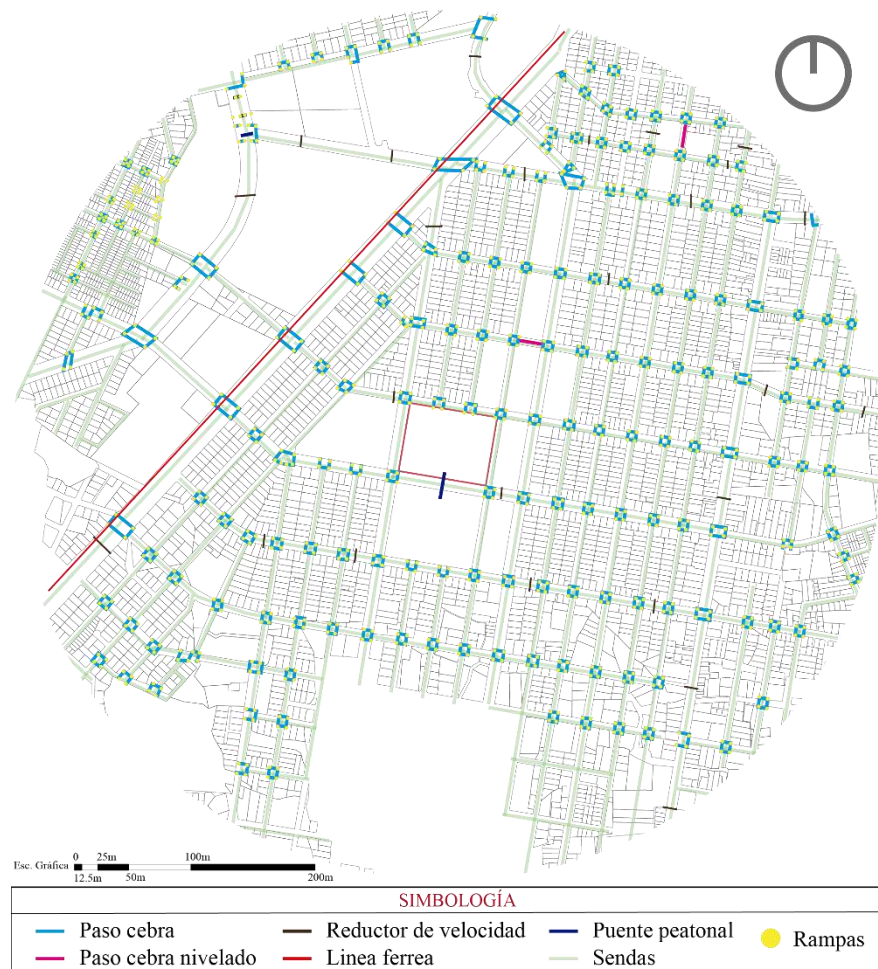 0 25m 100m
Esc. Gráfica
12.5m 50m 200m
SIMBOLOGÍA
Paso cebra Reductor de velocidad Puente peatonal Rampas
Paso cebra nivelado Linea ferrea Sendas